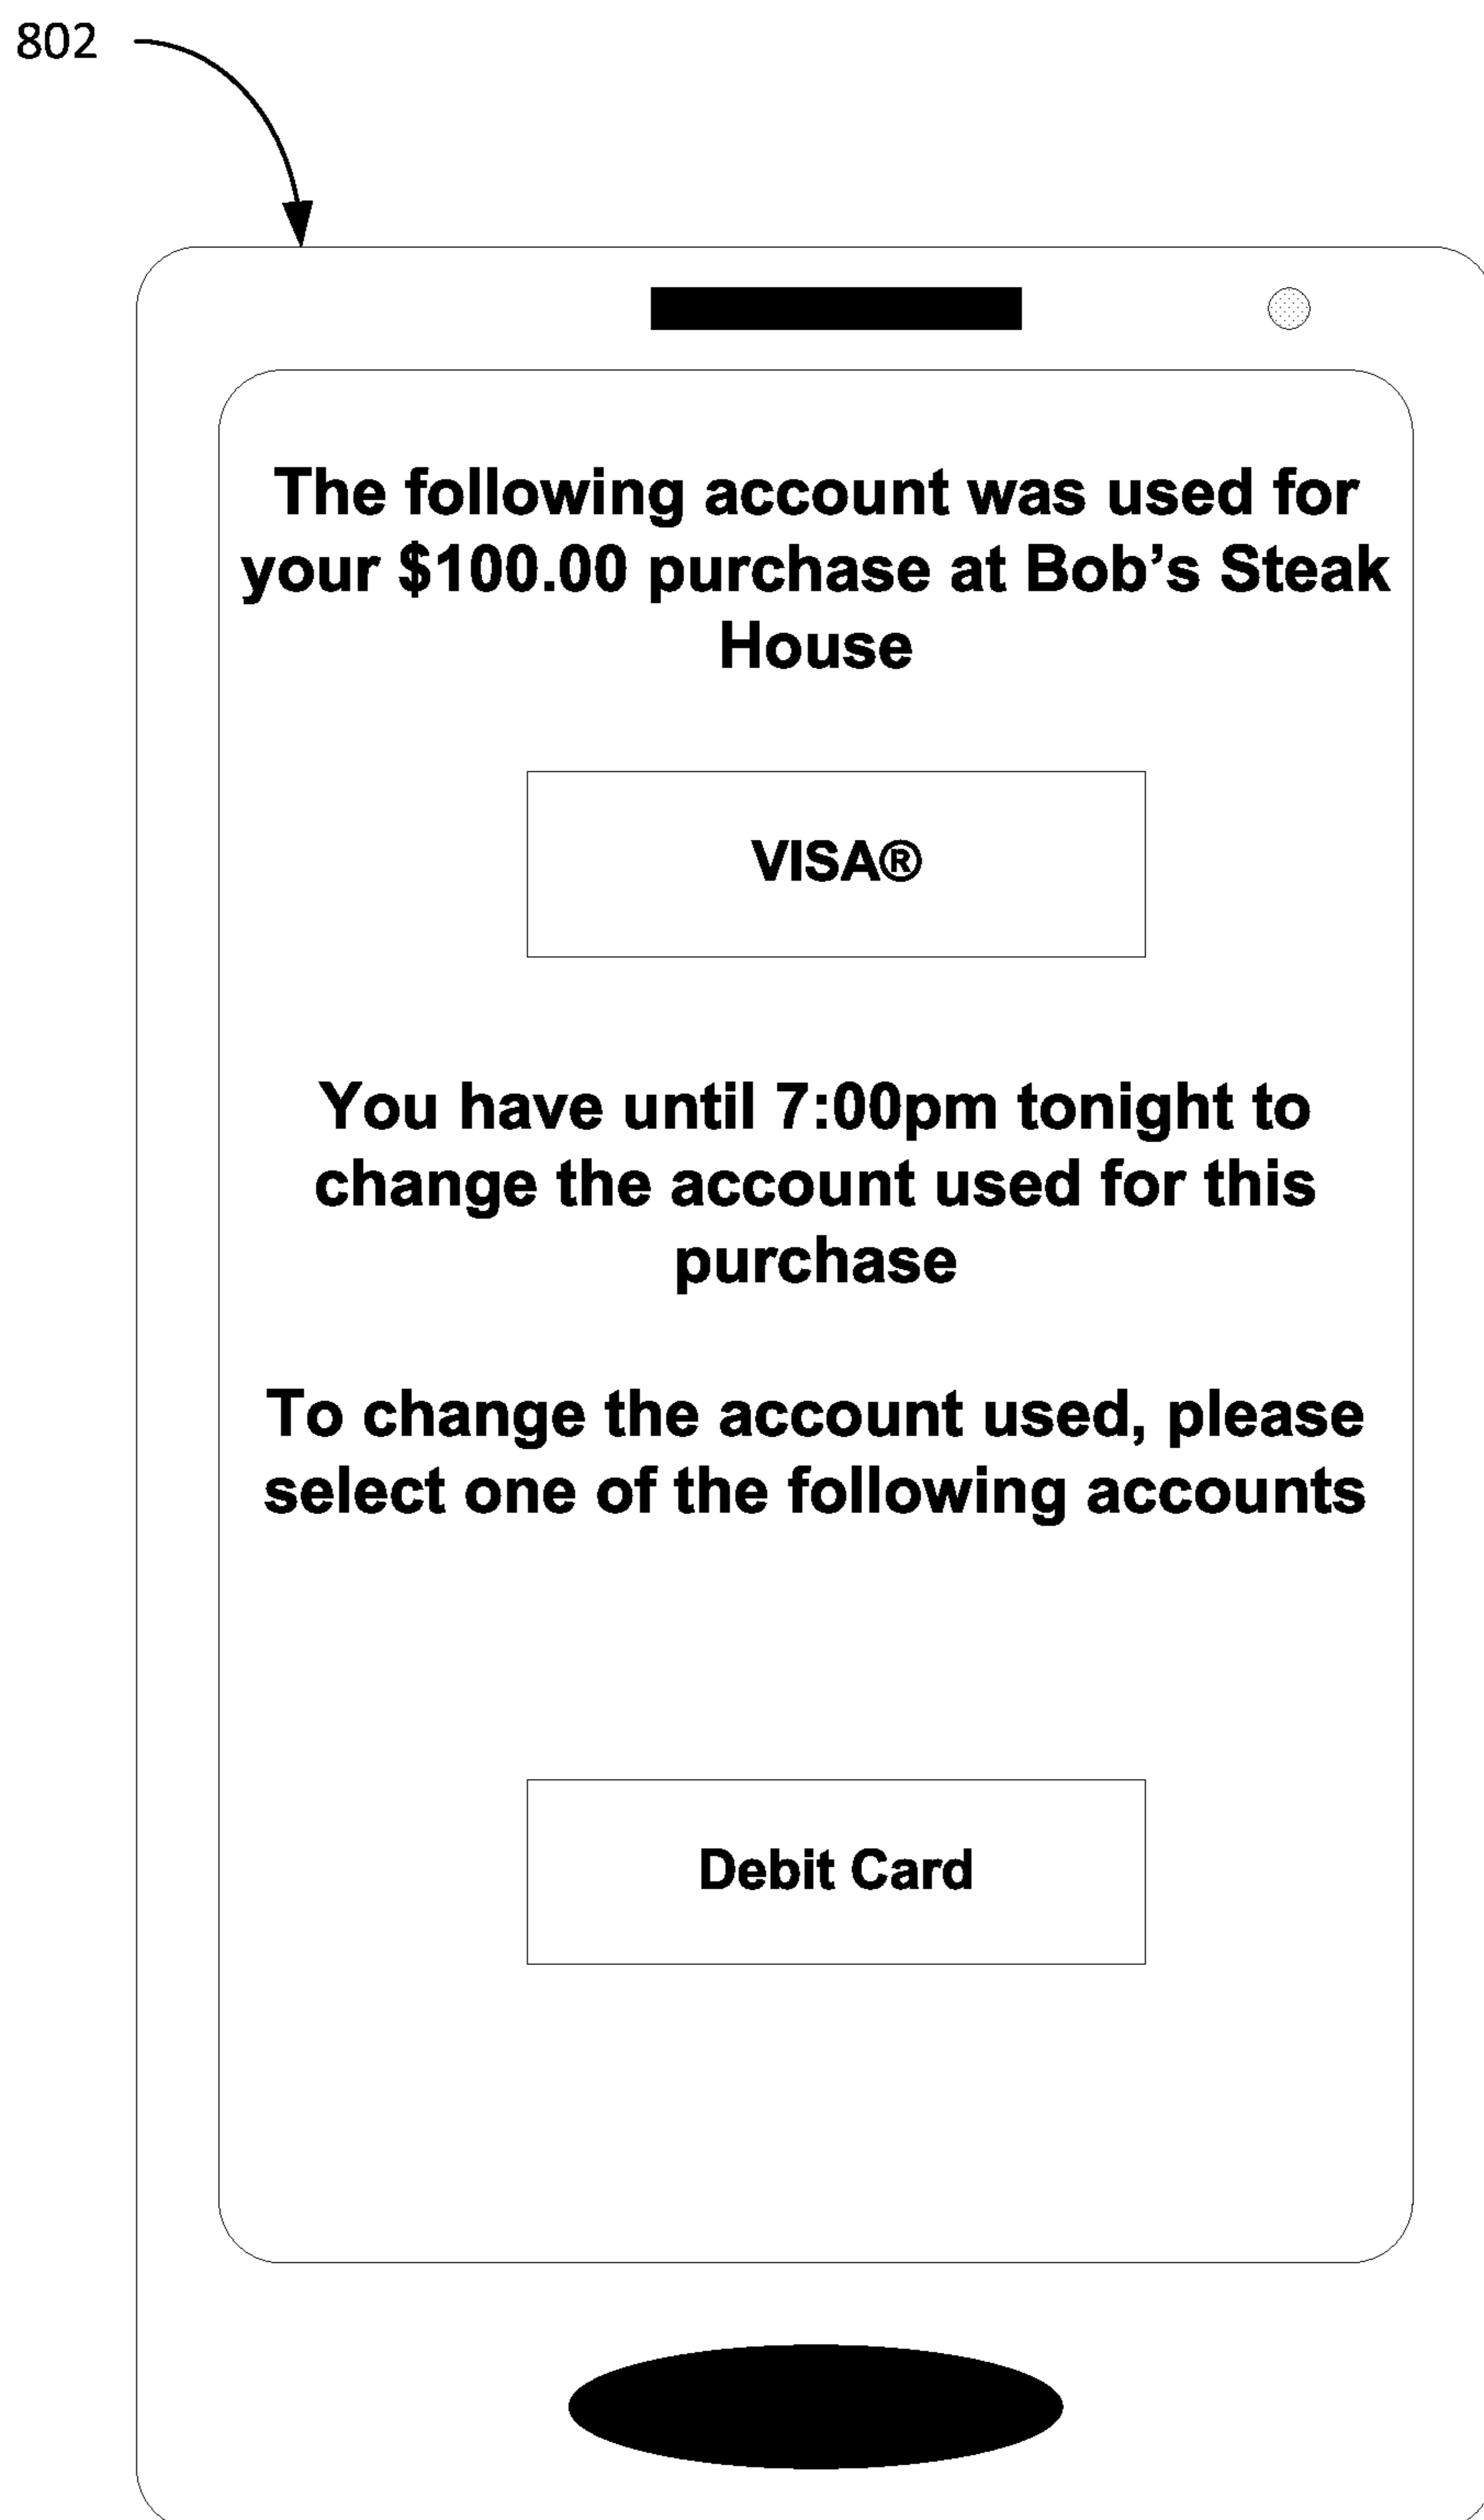 802
The following account was used for
your $100.00 purchase at Bob’s Steak
House
VISA®
You have until 7:00pm tonight to
change the account used for this
purchase
To change the account used, please
select one of the following accounts
Debit Card